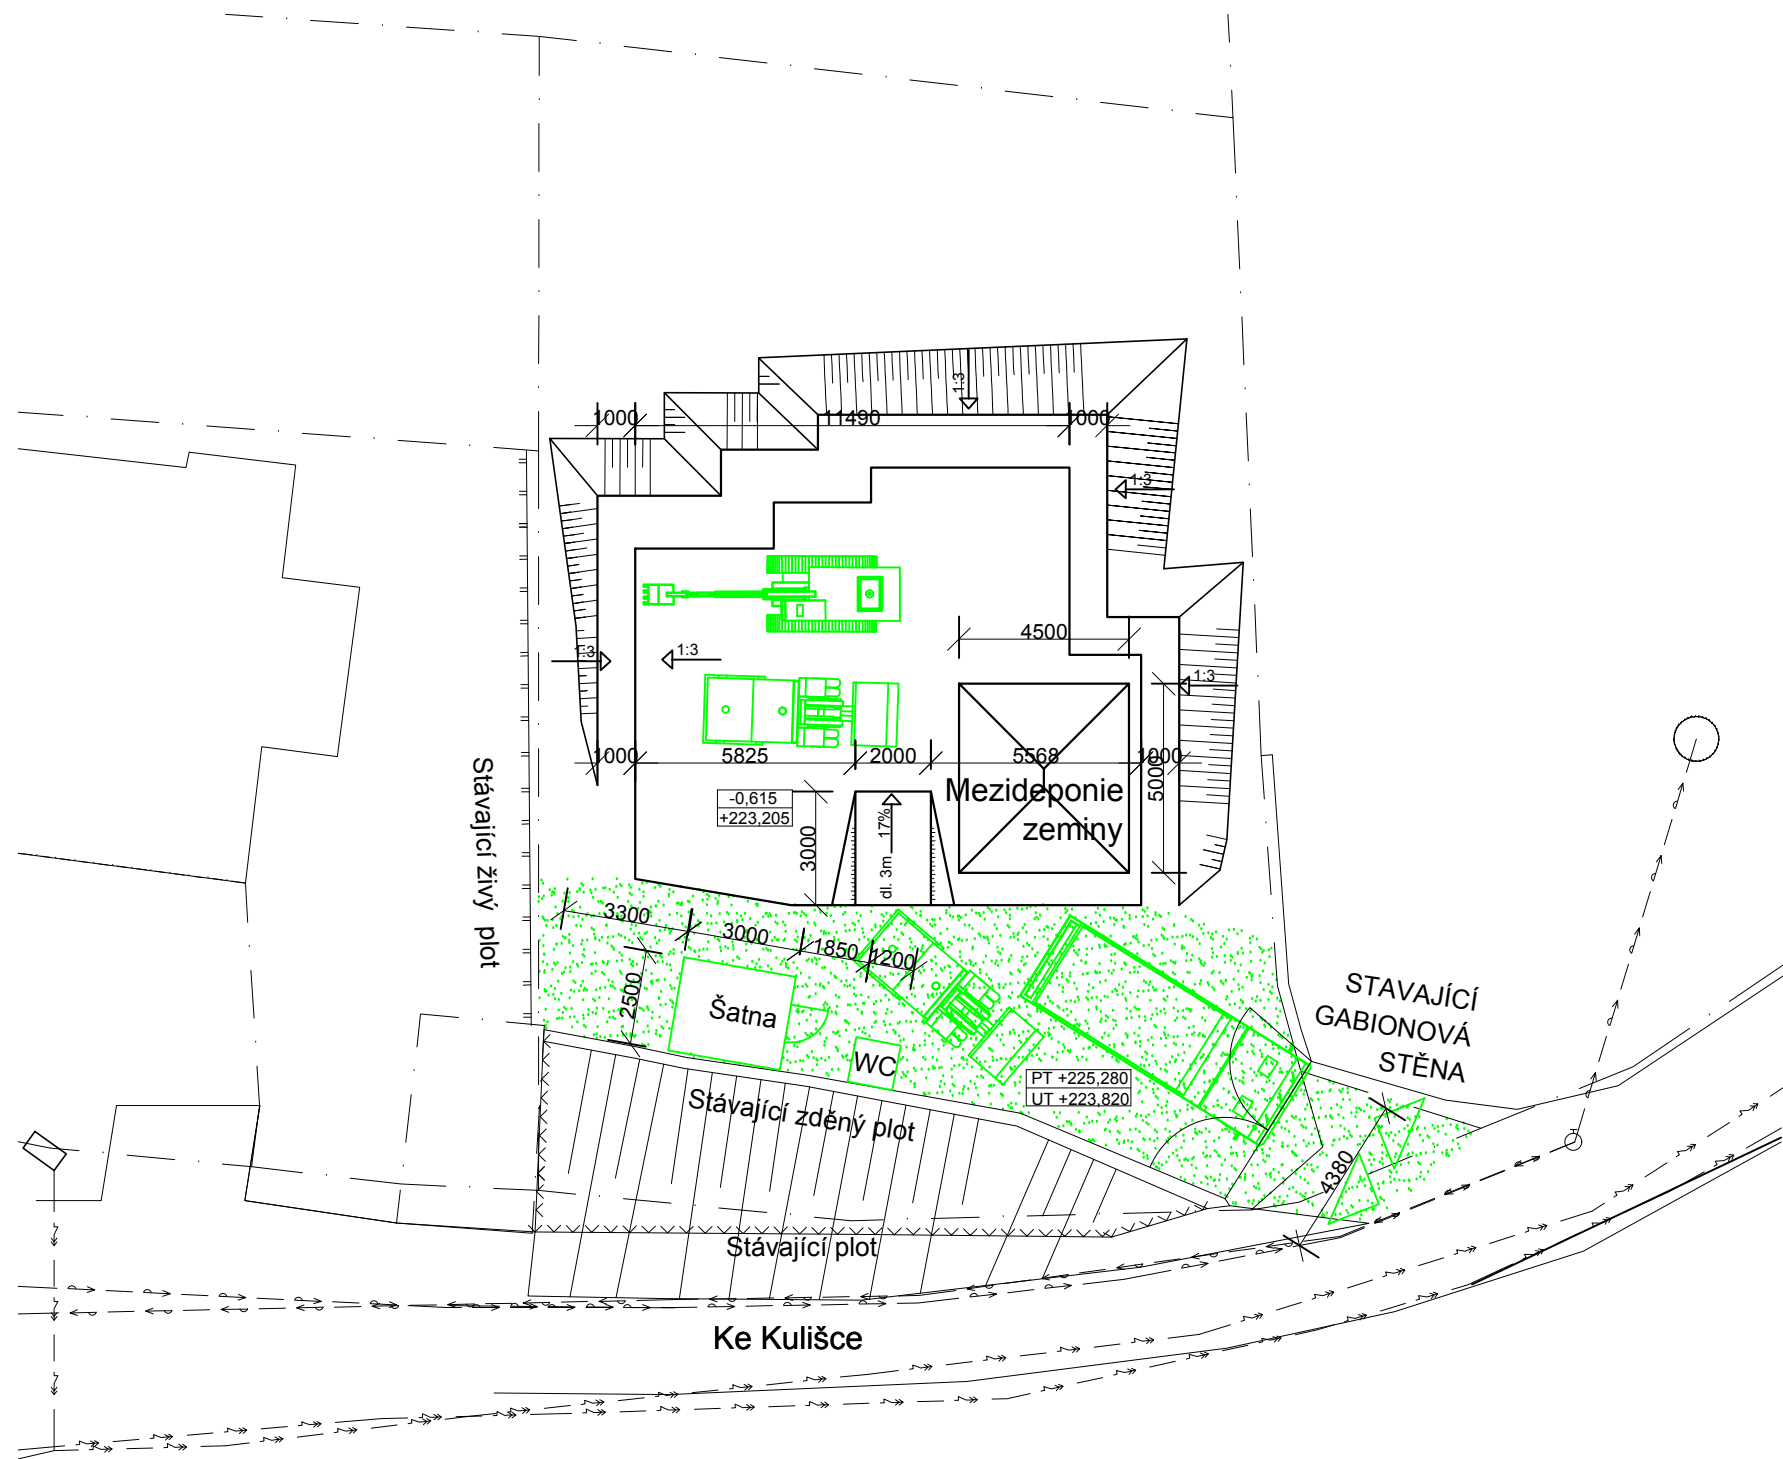 1:3
1000
11490
1000
1:3
4500
1:3
1:3
1:3
1000
5825
2000
5568
1000
5000
Mezideponie
zeminy
-0,615
+223,205
3000
dl. 3m
17%
Stávající živý plot
3300
3000
1850
1200
2500
Šatna
WC
STAVAJÍCÍ
GABIONOVÁ
STĚNA
PT +225,280
UT +223,820
Stávající zděný plot
4380
Stávající plot
Ke Kulišce